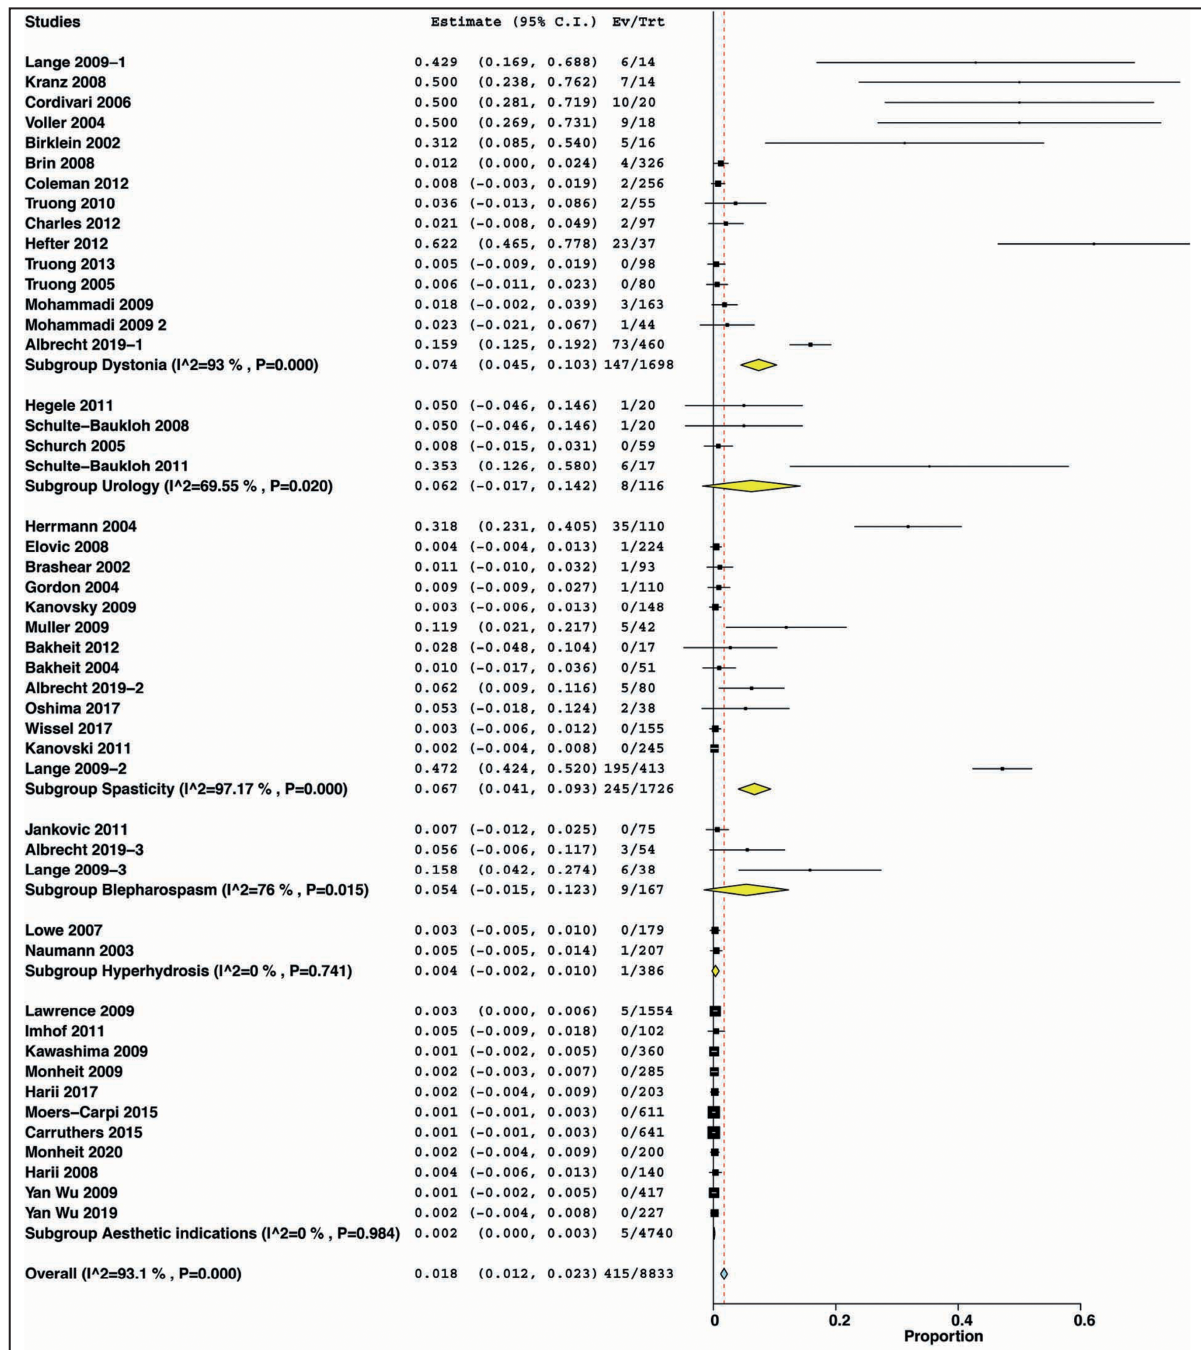 Studies Estimate (95% C.I.) Ev/Trt
Lange 2009–1 0.429 (0.169, 0.688) 6/14
Kranz 2008 0.500 (0.238, 0.762) 7/14
Cordivari 2006 0.500 (0.281, 0.719) 10/20
Voller 2004 0.500 (0.269, 0.731) 9/18
Birklein 2002 0.312 (0.085, 0.540) 5/16
Brin 2008 0.012 (0.000, 0.024) 4/326
Coleman 2012 0.008 (-0.003, 0.019) 2/256
Truong 2010 0.036 (-0.013, 0.086) 2/55
Charles 2012 0.021 (-0.008, 0.049) 2/97
Hefter 2012 0.622 (0.465, 0.778) 23/37
Truong 2013 0.005 (-0.009, 0.019) 0/98
Truong 2005 0.006 (-0.011, 0.023) 0/80
Mohammadi 2009 0.018 (-0.002, 0.039) 3/163
Mohammadi 2009 2 0.023 (-0.021, 0.067) 1/44
Albrecht 2019–1 0.159 (0.125, 0.192) 73/460
Subgroup Dystonia (I^2=93 % , P=0.000) 0.074 (0.045, 0.103) 147/1698
Hegele 2011 0.050 (-0.046, 0.146) 1/20
Schulte–Baukloh 2008 0.050 (-0.046, 0.146) 1/20
Schurch 2005 0.008 (-0.015, 0.031) 0/59
Schulte–Baukloh 2011 0.353 (0.126, 0.580) 6/17
Subgroup Urology (I^2=69.55 % , P=0.020) 0.062 (-0.017, 0.142) 8/116
Herrmann 2004 0.318 (0.231, 0.405) 35/110
Elovic 2008 0.004 (-0.004, 0.013) 1/224
Brashear 2002 0.011 (-0.010, 0.032) 1/93
Gordon 2004 0.009 (-0.009, 0.027) 1/110
Kanovsky 2009 0.003 (-0.006, 0.013) 0/148
Muller 2009 0.119 (0.021, 0.217) 5/42
Bakheit 2012 0.028 (-0.048, 0.104) 0/17
Bakheit 2004 0.010 (-0.017, 0.036) 0/51
Albrecht 2019–2 0.062 (0.009, 0.116) 5/80
Oshima 2017 0.053 (-0.018, 0.124) 2/38
Wissel 2017 0.003 (-0.006, 0.012) 0/155
Kanovski 2011 0.002 (-0.004, 0.008) 0/245
Lange 2009–2 0.472 (0.424, 0.520) 195/413
Subgroup Spasticity (I^2=97.17 % , P=0.000) 0.067 (0.041, 0.093) 245/1726
Jankovic 2011 0.007 (-0.012, 0.025) 0/75
Albrecht 2019–3 0.056 (-0.006, 0.117) 3/54
Lange 2009–3 0.158 (0.042, 0.274) 6/38
Subgroup Blepharospasm (I^2=76 % , P=0.015) 0.054 (-0.015, 0.123) 9/167
Lowe 2007 0.003 (-0.005, 0.010) 0/179
Naumann 2003 0.005 (-0.005, 0.014) 1/207
Subgroup Hyperhydrosis (I^2=0 % , P=0.741) 0.004 (-0.002, 0.010) 1/386
Lawrence 2009 0.003 (0.000, 0.006) 5/1554
Imhof 2011 0.005 (-0.009, 0.018) 0/102
Kawashima 2009 0.001 (-0.002, 0.005) 0/360
Monheit 2009 0.002 (-0.003, 0.007) 0/285
Harii 2017 0.002 (-0.004, 0.009) 0/203
Moers–Carpi 2015 0.001 (-0.001, 0.003) 0/611
Carruthers 2015 0.001 (-0.001, 0.003) 0/641
Monheit 2020 0.002 (-0.004, 0.009) 0/200
Harii 2008 0.004 (-0.006, 0.013) 0/140
Yan Wu 2009 0.001 (-0.002, 0.005) 0/417
Yan Wu 2019 0.002 (-0.004, 0.008) 0/227
Subgroup Aesthetic indications (I^2=0 % , P=0.984) 0.002 (0.000, 0.003) 5/4740
Overall (I^2=93.1 % , P=0.000) 0.018 (0.012, 0.023) 415/8833
0 0.2 0.4 0.6
Proportion